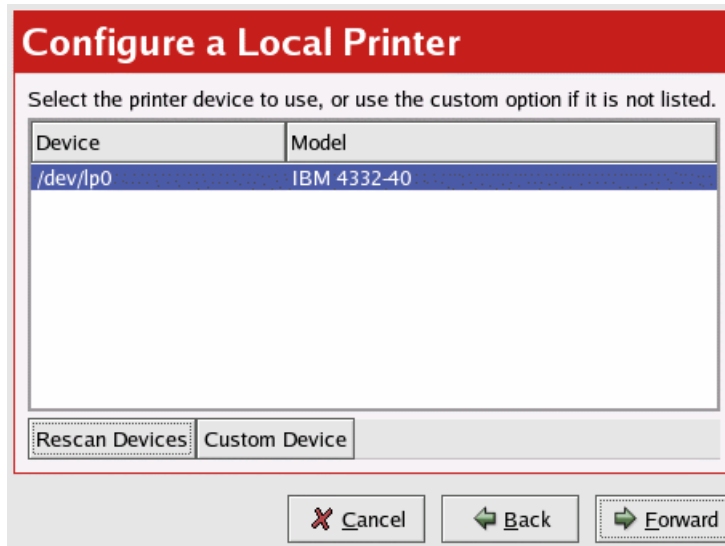 Configure a Local Printer
Select the printer device to use, or use the custom option if it is not listed.
Device Model
/dev/lp0 IBM 4332-40
Rescan Devices Custom Device
Cancel Back Forward